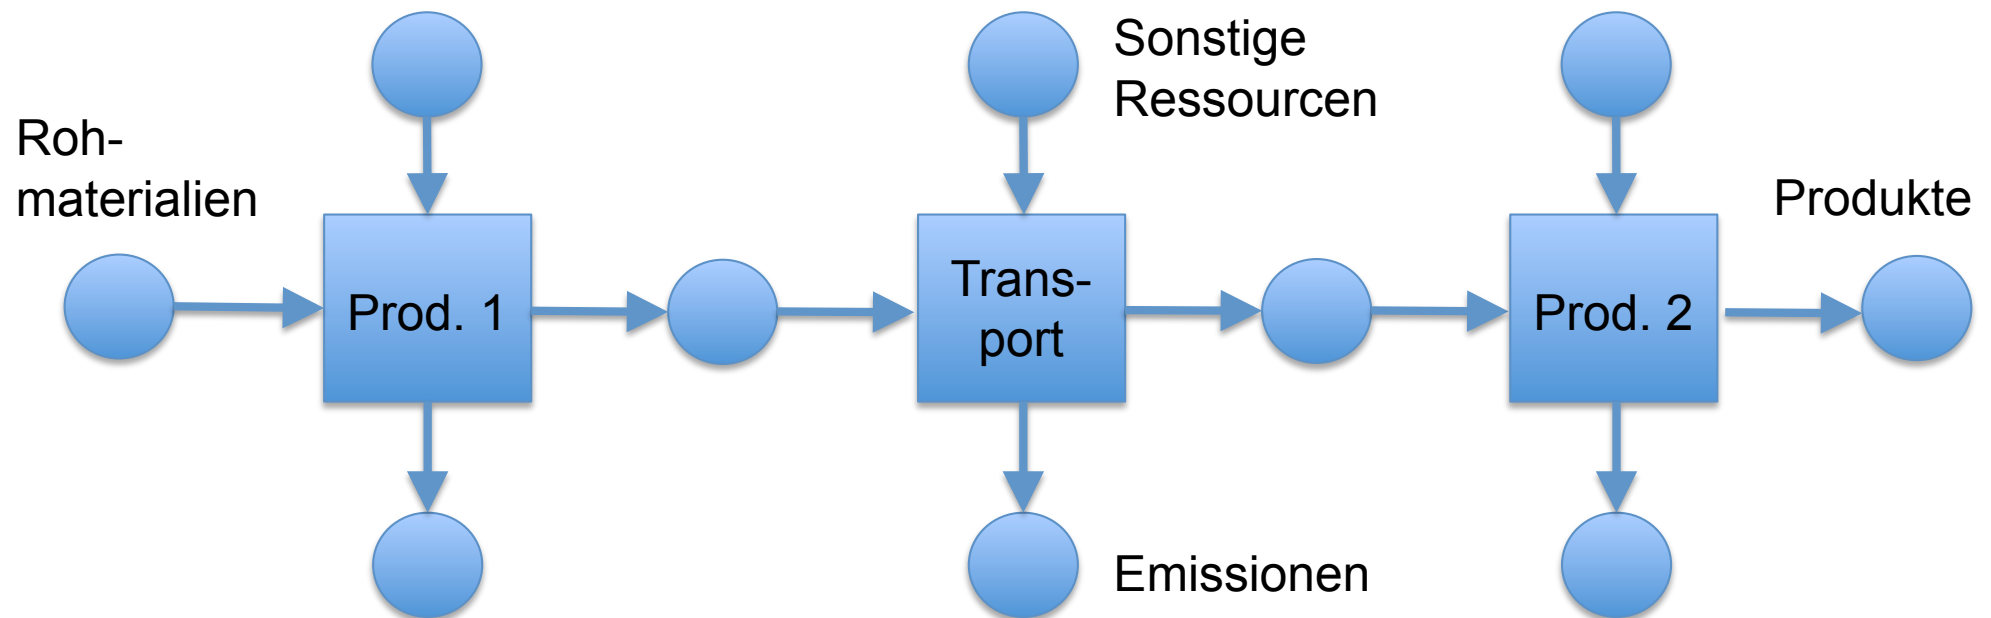 Roh-
materialien
Prod. 1
Sonstige
Ressourcen
Trans-
port
Emissionen
Prod. 2
Produkte